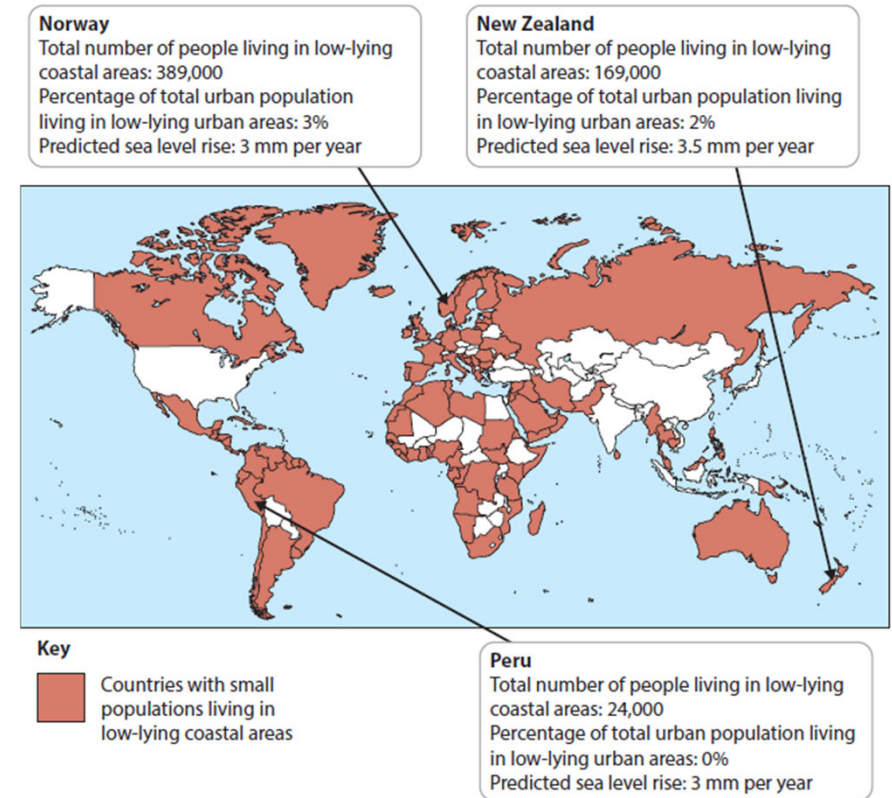 Norway
Total number of people living in low-lying
coastal areas: 389,000
Percentage of total urban population
living in low-lying urban areas: 3%
Predicted sea level rise: 3 mm per year
New Zealand
Total number of people living in low-lying
coastal areas: 169,000
Percentage of total urban population living
in low-lying urban areas: 2%
Predicted sea level rise: 3.5 mm per year
Key
Countries with small
populations living in
low-lying coastal areas
Peru
Total number of people living in low-lying
coastal areas: 24,000
Percentage of total urban population living
in low-lying urban areas: 0%
Predicted sea level rise: 3 mm per year